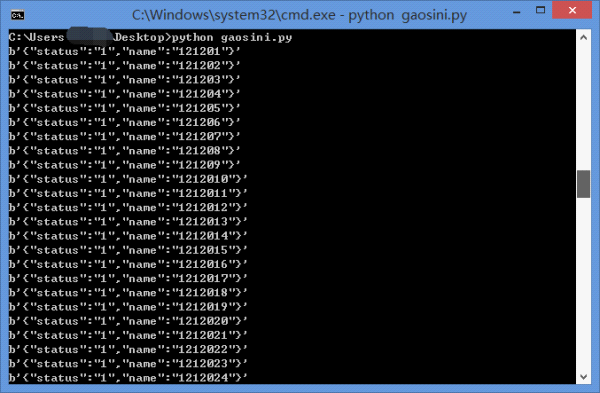 C:\Windows\system32\cmd.exe - python gaosini.py
C:\Users \Desktop>python gaosini.py
b'{"status":"1","name":"121201"}'
b'{"status":"1","name":"121202"}'
b'{"status":"1","name":"121203"}'
b'{"status":"1","name":"121204"}'
b'{"status":"1","name":"121205"}'
b'{"status":"1","name":"121206"}'
b'{"status":"1","name":"121207"}'
b'{"status":"1","name":"121208"}'
b'{"status":"1","name":"121209"}'
b'{"status":"1","name":"1212010"}'
b'{"status":"1","name":"1212011"}'
b'{"status":"1","name":"1212012"}'
b'{"status":"1","name":"1212013"}'
b'{"status":"1","name":"1212014"}'
b'{"status":"1","name":"1212015"}'
b'{"status":"1","name":"1212016"}'
b'{"status":"1","name":"1212017"}'
b'{"status":"1","name":"1212018"}'
b'{"status":"1","name":"1212019"}'
b'{"status":"1","name":"1212020"}'
b'{"status":"1","name":"1212021"}'
b'{"status":"1","name":"1212022"}'
b'{"status":"1","name":"1212023"}'
b'{"status":"1","name":"1212024"}'